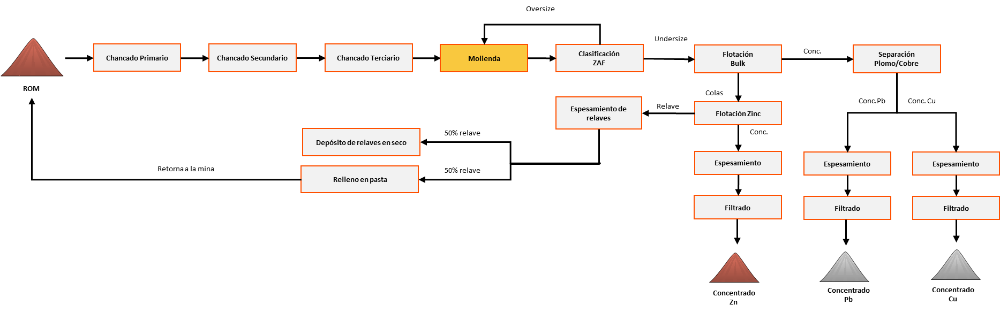 Oversize
Undersize
Chancado Primario
Chancado Secundario
Chancado Terciario
Molienda
Clasificación
ZAF
Flotación
Bulk
Conc.
Separación
Plomo/Cobre
ROM
Colas
Conc.Pb
Conc. Cu
Espesamiento de
relaves
Relave
Flotación Zinc
Conc.
50% relave
Depósito de relaves en seco
Espesamiento
Espesamiento
Espesamiento
Retorna a la mina
50% relave
Relleno en pasta
Filtrado
Filtrado
Filtrado
Concentrado
Zn
Concentrado
Pb
Concentrado
Cu